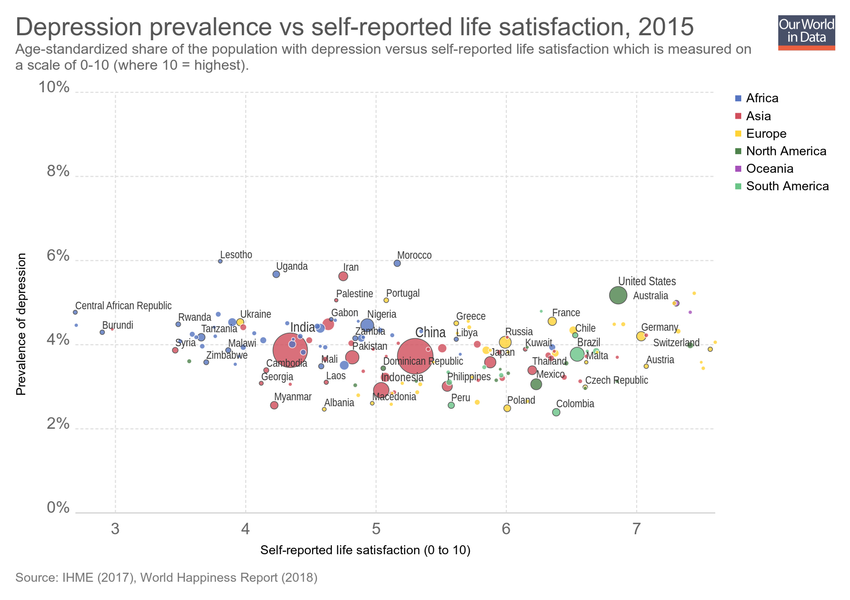 Depression prevalence vs self-reported life satisfaction, 2015
Our World
in Data
Age-standardized share of the population with depression versus self-reported life satisfaction which is measured on
a scale of 0-10 (where 10 = highest).
10%
8%
6%
4%
2%
0%
Prevalence of depression
Africa
Asia
Europe
North America
Oceania
South America
Lesotho
Morocco
Uganda
Iran
United States
Palestine
Portugal
Australia
Central African Republic
Gabon
Nigeria
Greece
France
Rwanda
Ukraine
Burundi
Tanzania
India
Zambia
China
Libya
Russia
Chile
Germany
Syria
Malawi
Pakistan
Kuwait
Brazil
Switzerland
Zimbabwe
Japan
Malta
Cambodia
Mali
Dominican Republic
Thailand
Austria
Georgia
Laos
Indonesia
Philippines
Mexico
Czech Republic
Myanmar
Albania
Macedonia
Peru
Poland
Colombia
3
4
5
6
7
Self-reported life satisfaction (0 to 10)
Source: IHME (2017), World Happiness Report (2018)